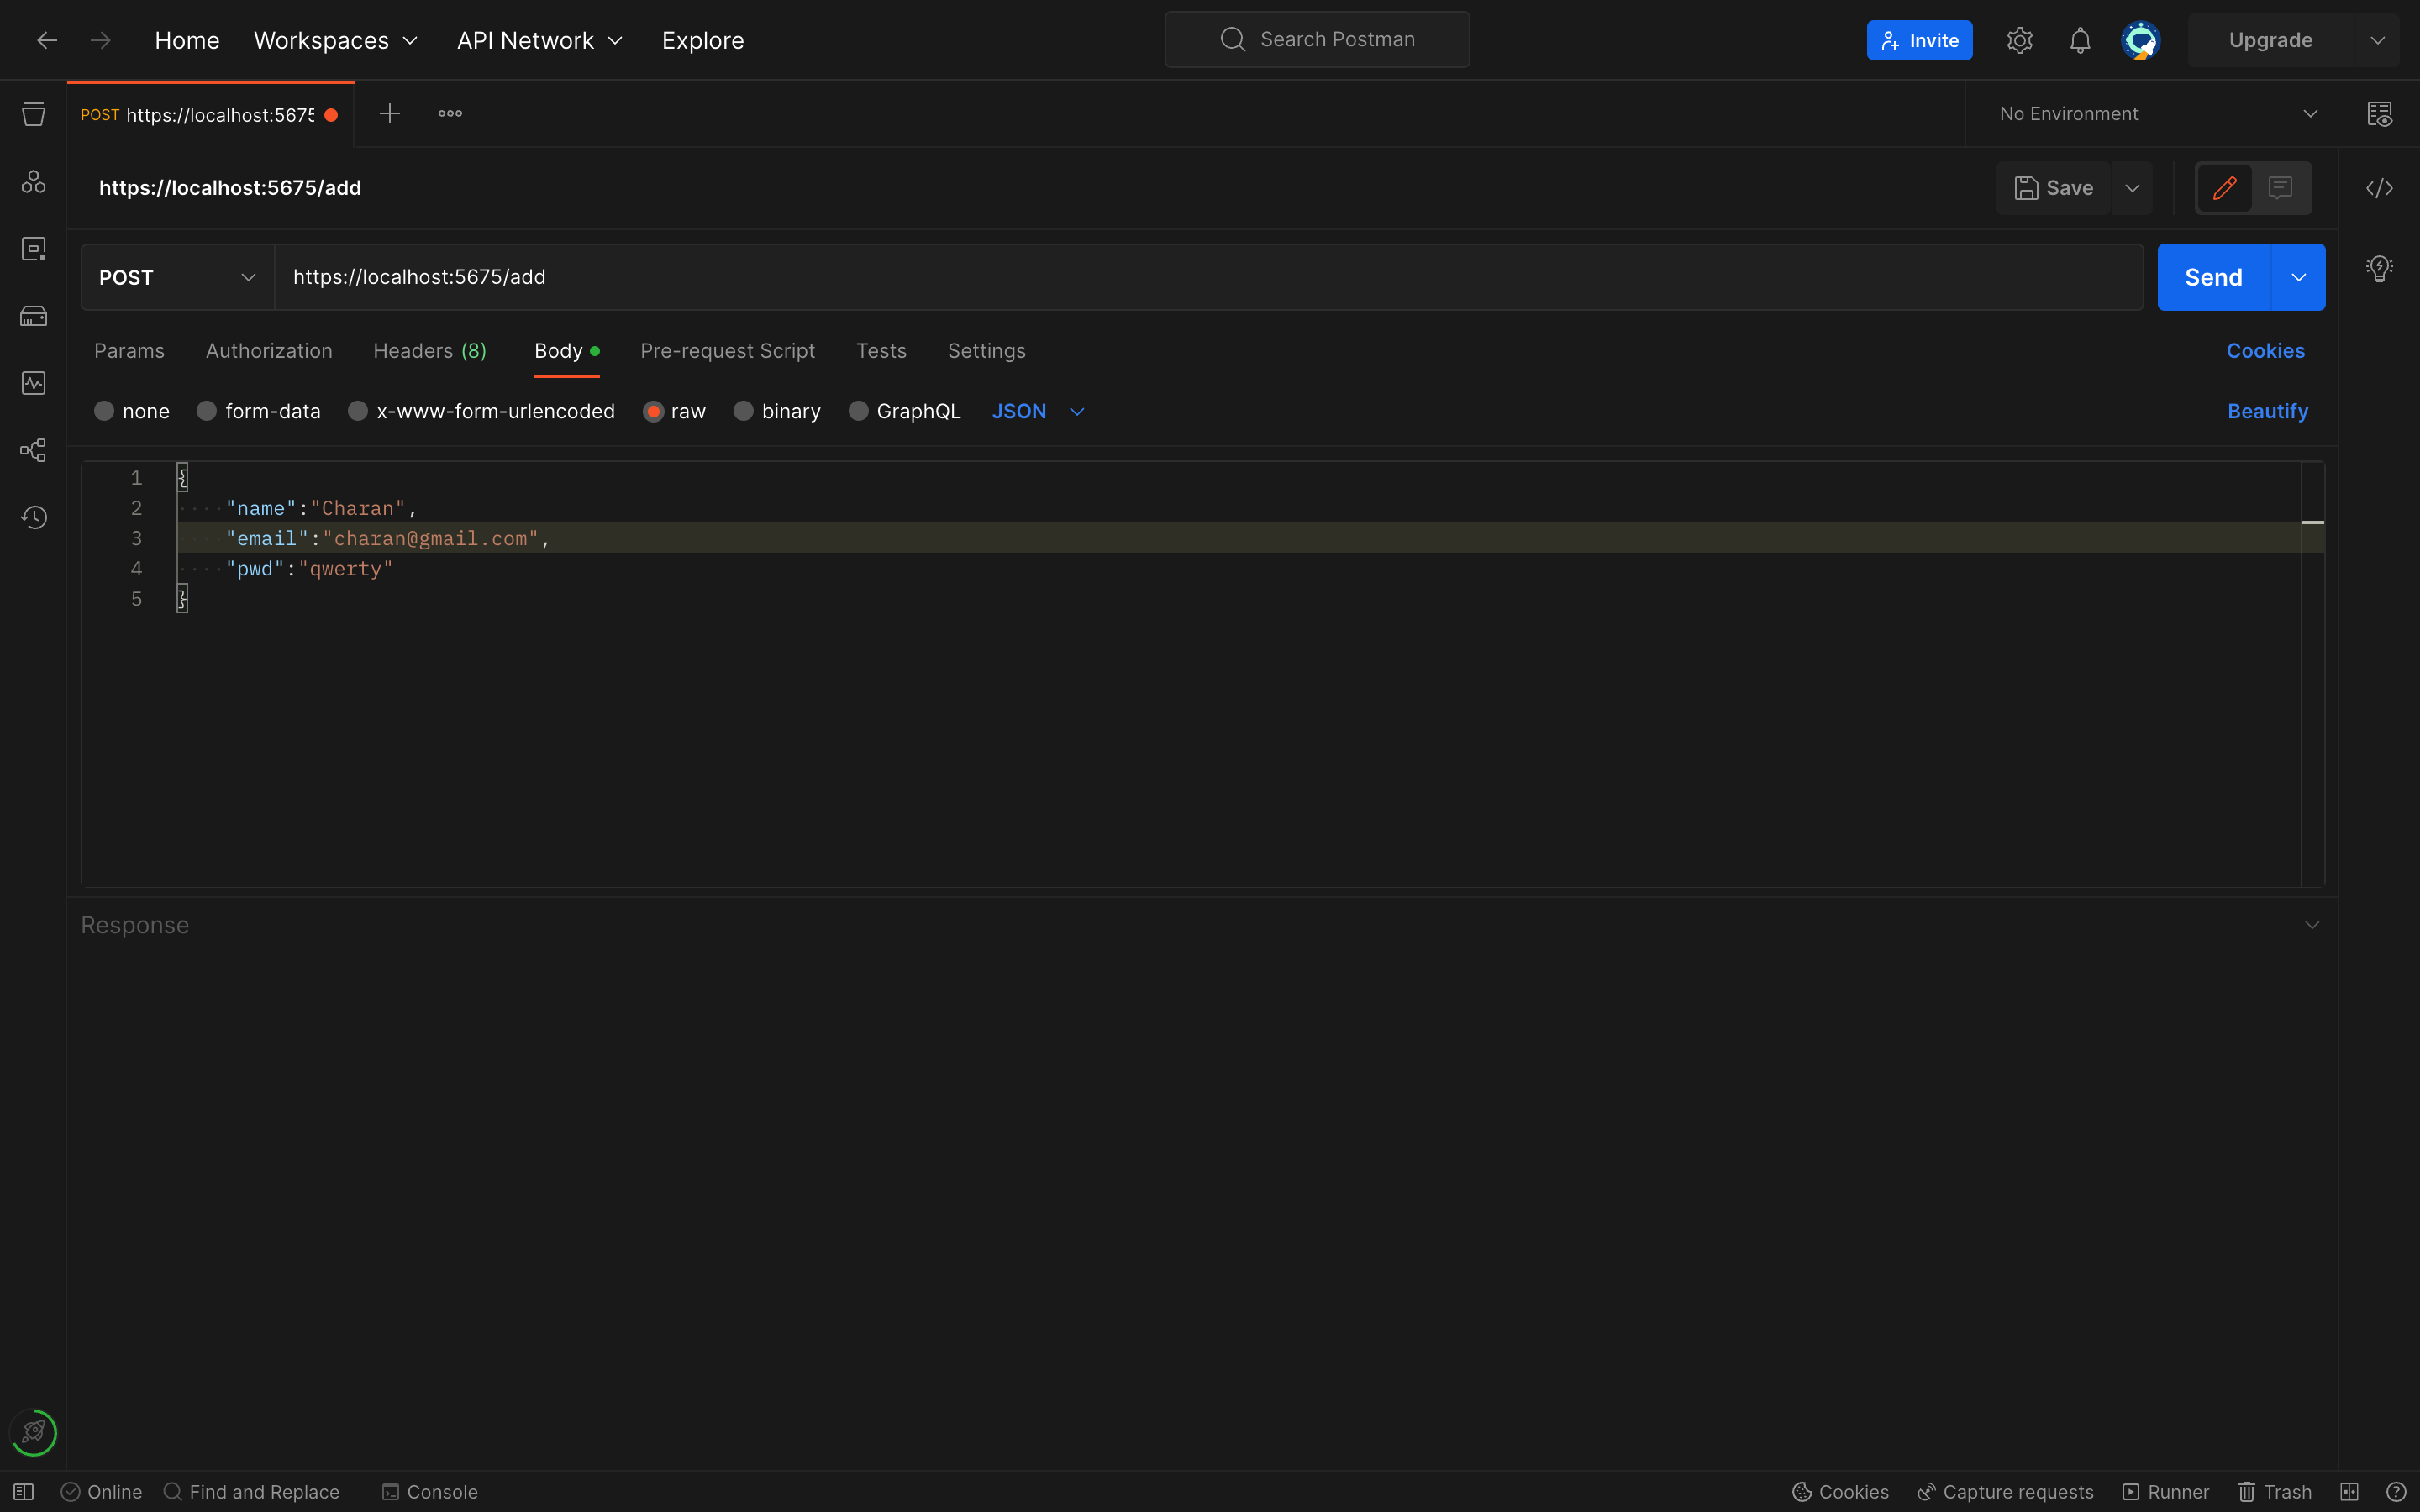 Home Workspaces API Network Explore Search Postman Invite Upgrade
POST https://localhost:5675 No Environment
https://localhost:5675/add Save
POST https://localhost:5675/add Send
Params Authorization Headers (8) Body Pre-request Script Tests Settings Cookies
none form-data x-www-form-urlencoded raw binary GraphQL JSON Beautify
1 {
2 "name":"Charan",
3 "email":"charan@gmail.com",
4 "pwd":"qwerty"
5 }
Response
Online Find and Replace Console Cookies Capture requests Runner Trash